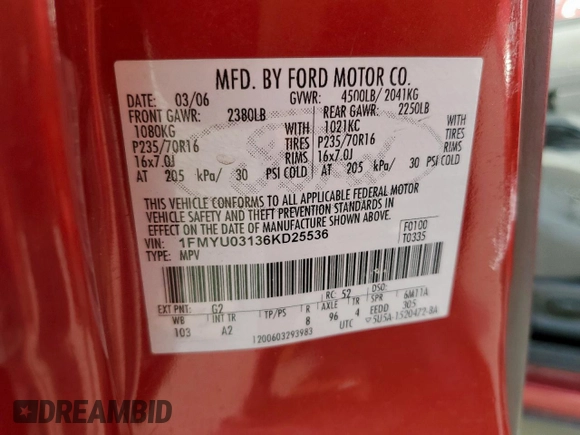 MFD. BY FORD MOTOR CO.
DATE: 03/06 GVWR: 4500LB/ 2041KG
FRONT GAWR: 2380LB REAR GAWR: 2250LB
1080KG WITH 1021KG WITH
P235/70R16 TIRES P235/70R16 TIRES
16x7.0J RIMS 16x7.0J RIMS
AT 205 kPa/ 30 PSI COLD AT 205 kPa/ 30 PSI COLD
THIS VEHICLE CONFORMS TO ALL APPLICABLE FEDERAL MOTOR
VEHICLE SAFETY AND THEFT PREVENTION STANDARDS IN
EFFECT ON THE DATE OF MANUFACTURE SHOWN ABOVE.
VIN: 1FMYU03136KD25536 F0100
TYPE: MPV T0335
EXT PNT: G2 RC: 52 DSO:
WB INT TR TP/PS R AXLE TR SPR 6M11A
103 A2 8 96 4 EEDD 305
1200603293983 UTC 5U5A-1520472-BA
DREAMBID